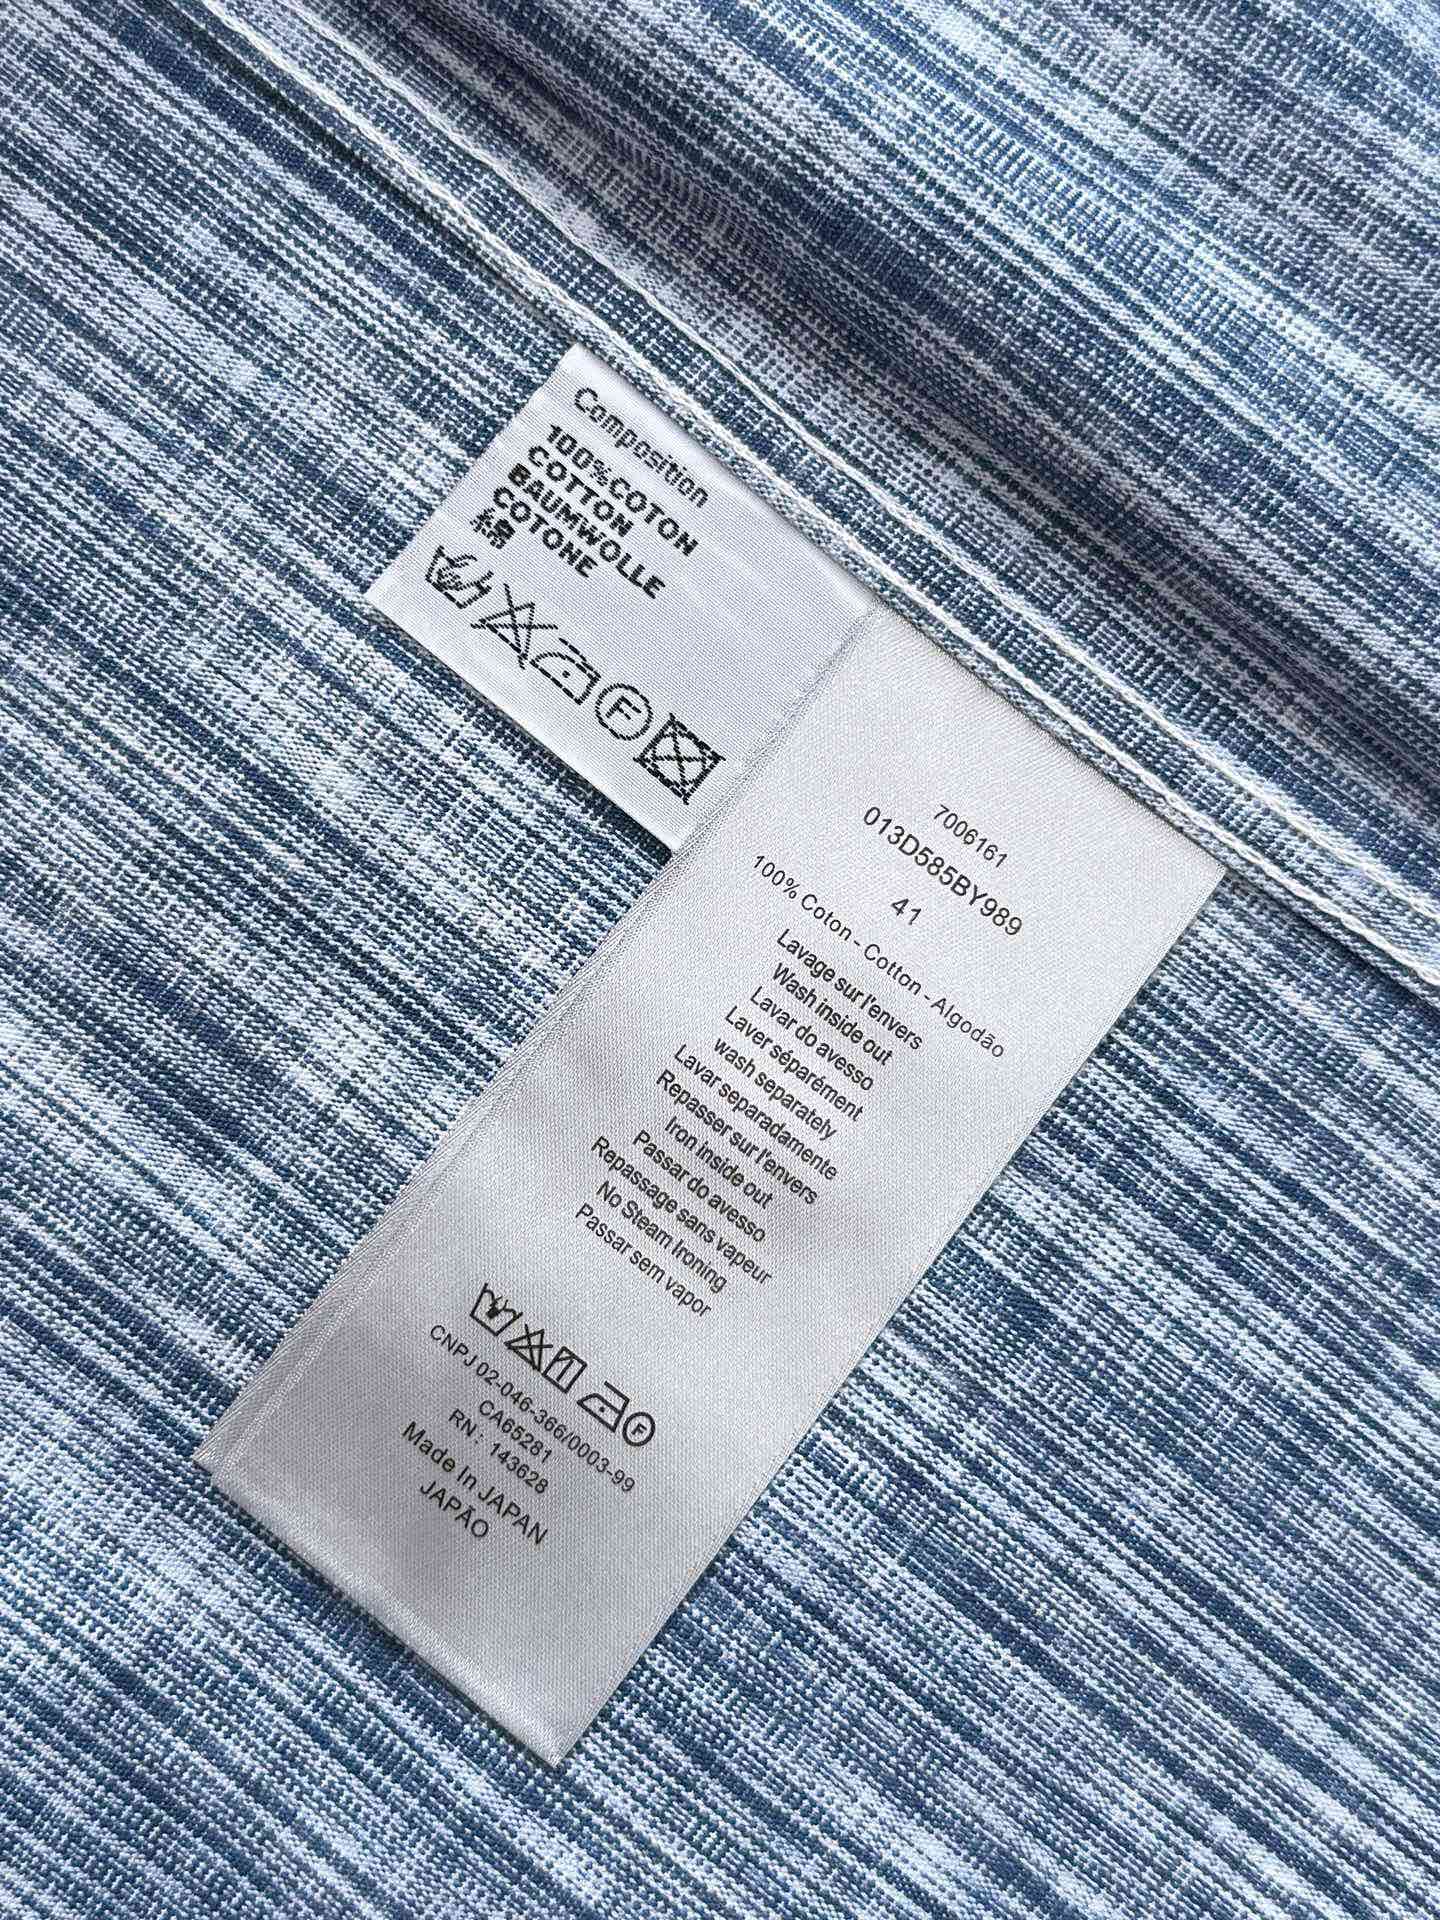 Composition
100%COTON
COTTON
BAUMWOLLE
COTONE
F
7006161
013D585BY989
41
100% Coton - Cotton - Algodão
Lavage sur l'envers
Wash inside out
Lavar do avesso
Laver séparément
wash separately
Lavar separadamente
Repasser sur l'envers
Iron inside out
Passar do avesso
Repassage sans vapeur
No Steam Ironing
Passar sem vapor
F
CNPJ 02-046-366/0003-99
CA65281
RN : 143628
Made In JAPAN
JAPÃO